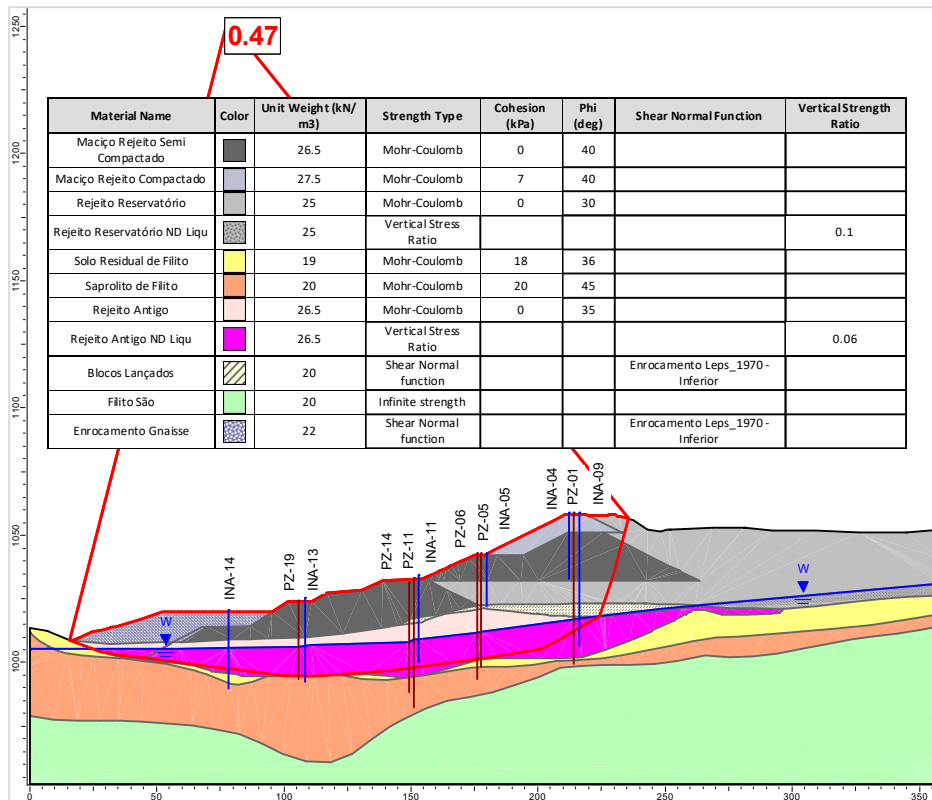 0.47
Material Name Color Unit Weight (kN/m3) Strength Type Cohesion (kPa) Phi (deg) Shear Normal Function Vertical Strength Ratio
Maciço Rejeito Semi Compactado 26.5 Mohr-Coulomb 0 40
Maciço Rejeito Compactado 27.5 Mohr-Coulomb 7 40
Rejeito Reservatório 25 Mohr-Coulomb 0 30
Rejeito Reservatório ND Liqu 25 Vertical Stress Ratio 0.1
Solo Residual de Filito 19 Mohr-Coulomb 18 36
Saprolito de Filito 20 Mohr-Coulomb 20 45
Rejeito Antigo 26.5 Mohr-Coulomb 0 35
Rejeito Antigo ND Liqu 26.5 Vertical Stress Ratio 0.06
Blocos Lançados 20 Shear Normal function Enrocamento Leps_1970 - Inferior
Filito São 20 Infinite strength
Enrocamento Gnaisse 22 Shear Normal function Enrocamento Leps_1970 - Inferior
INA-14
PZ-19
INA-13
PZ-14
PZ-11
INA-11
PZ-06
PZ-05
INA-05
INA-04
PZ-01
INA-09
W
W
1250
1200
1150
1100
1050
1000
0 50 100 150 200 250 300 350